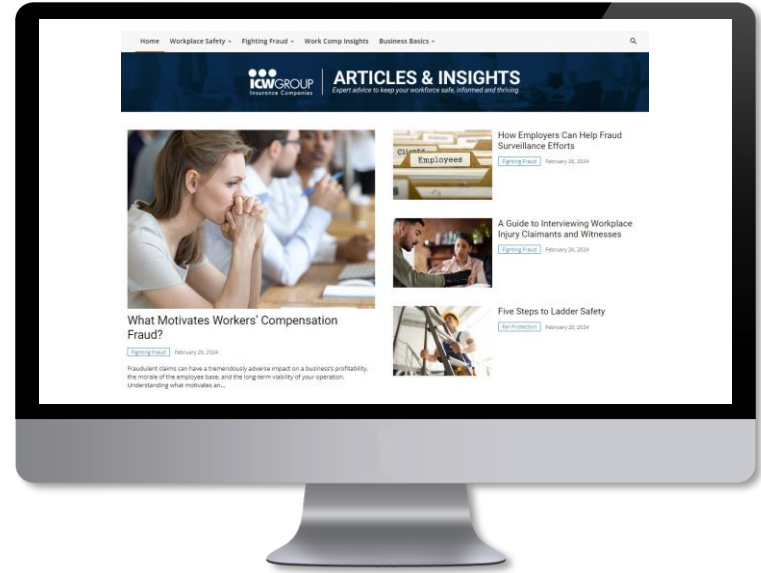 Home Workplace Safety Fighting Fraud Work Comp Insights Business Basics
ICWGROUP
Insurance Companies
ARTICLES & INSIGHTS
Expert advice to keep your workforce safe, informed and thriving
Clients
Employees
What Motivates Workers' Compensation
Fraud?
Fighting Fraud February 26, 2024
Fraudulent claims can have a tremendously adverse impact on a business's profitability,
the morale of the employee base, and the long-term viability of your operation.
Understanding what motivates an...
How Employers Can Help Fraud
Surveillance Efforts
Fighting Fraud February 26, 2024
A Guide to Interviewing Workplace
Injury Claimants and Witnesses
Fighting Fraud February 26, 2024
Five Steps to Ladder Safety
Fall Protection February 20, 2024